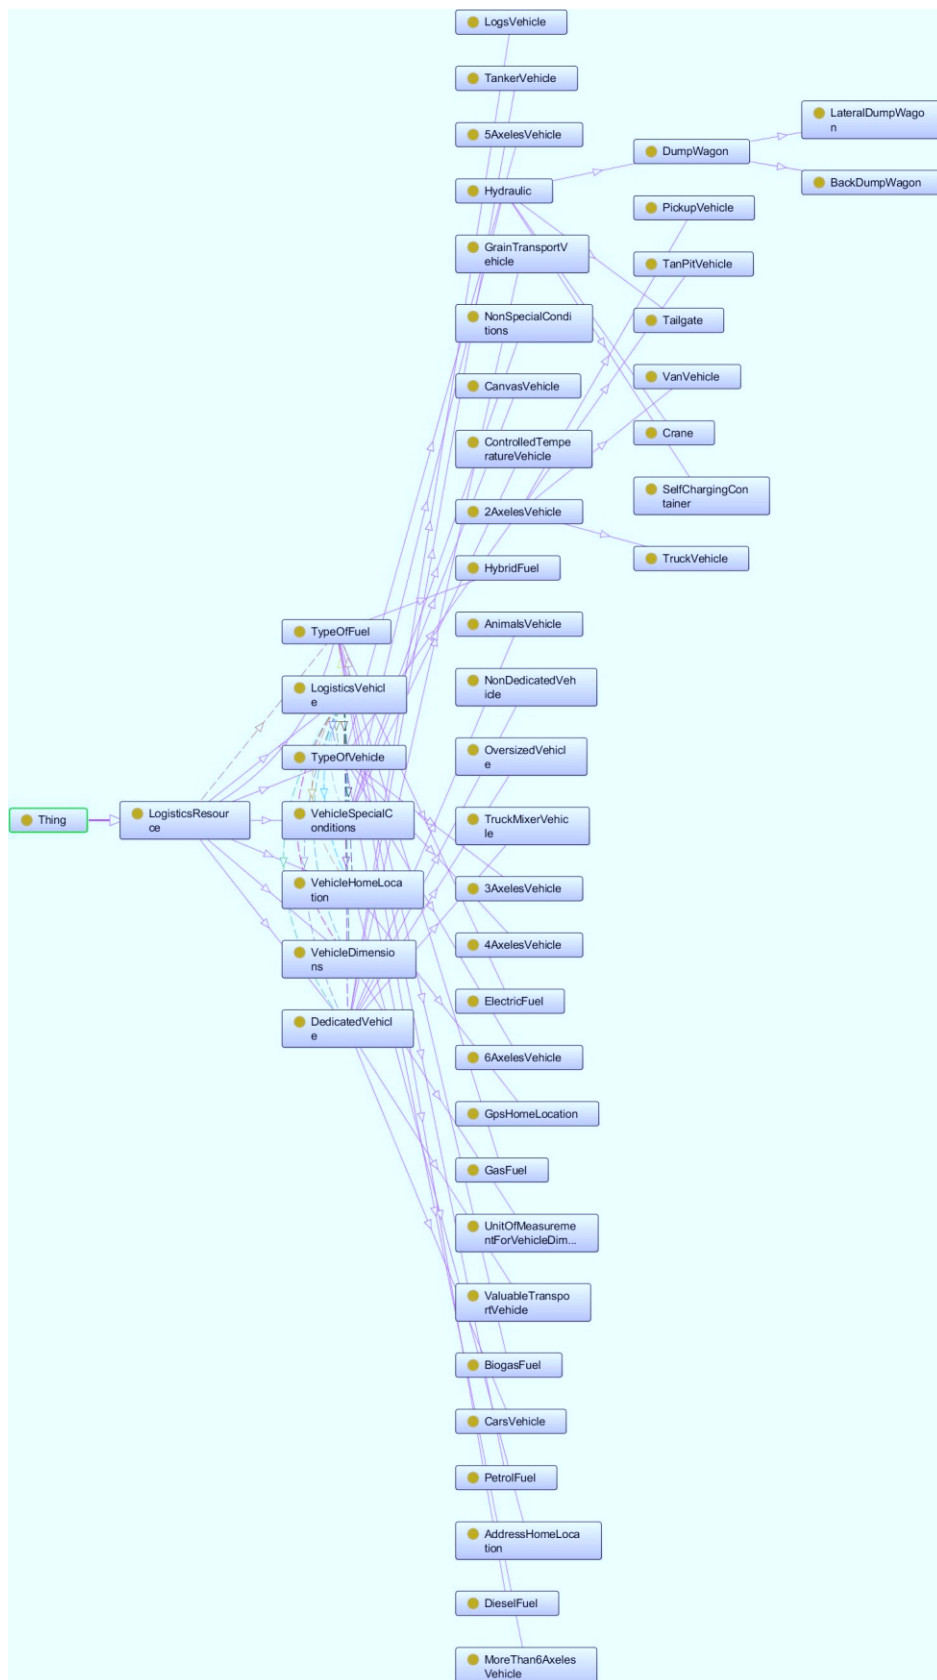 LogsVehicle
TankerVehicle
5AxelesVehicle
Hydraulic
GrainTransportV
ehicle
NonSpecialCondi
tions
CanvasVehicle
ControlledTempe
ratureVehicle
2AxelesVehicle
HybridFuel
AnimalsVehicle
NonDedicatedVeh
icle
OversizedVehicl
e
TruckMixerVehic
le
3AxelesVehicle
4AxelesVehicle
ElectricFuel
6AxelesVehicle
GpsHomeLocation
GasFuel
UnitOfMeasureme
ntForVehicleDim...
ValuableTranspo
rtVehicle
BiogasFuel
CarsVehicle
PetrolFuel
AddressHomeLoca
tion
DieselFuel
MoreThan6Axeles
Vehicle
DumpWagon
PickupVehicle
TanPitVehicle
Tailgate
VanVehicle
Crane
SelfChargingCon
tainer
TruckVehicle
LateralDumpWago
n
BackDumpWagon
TypeOfFuel
LogisticsVehicl
e
TypeOfVehicle
VehicleSpecialC
onditions
VehicleHomeLoca
tion
VehicleDimensio
ns
DedicatedVehicl
e
Thing
LogisticsResour
ce